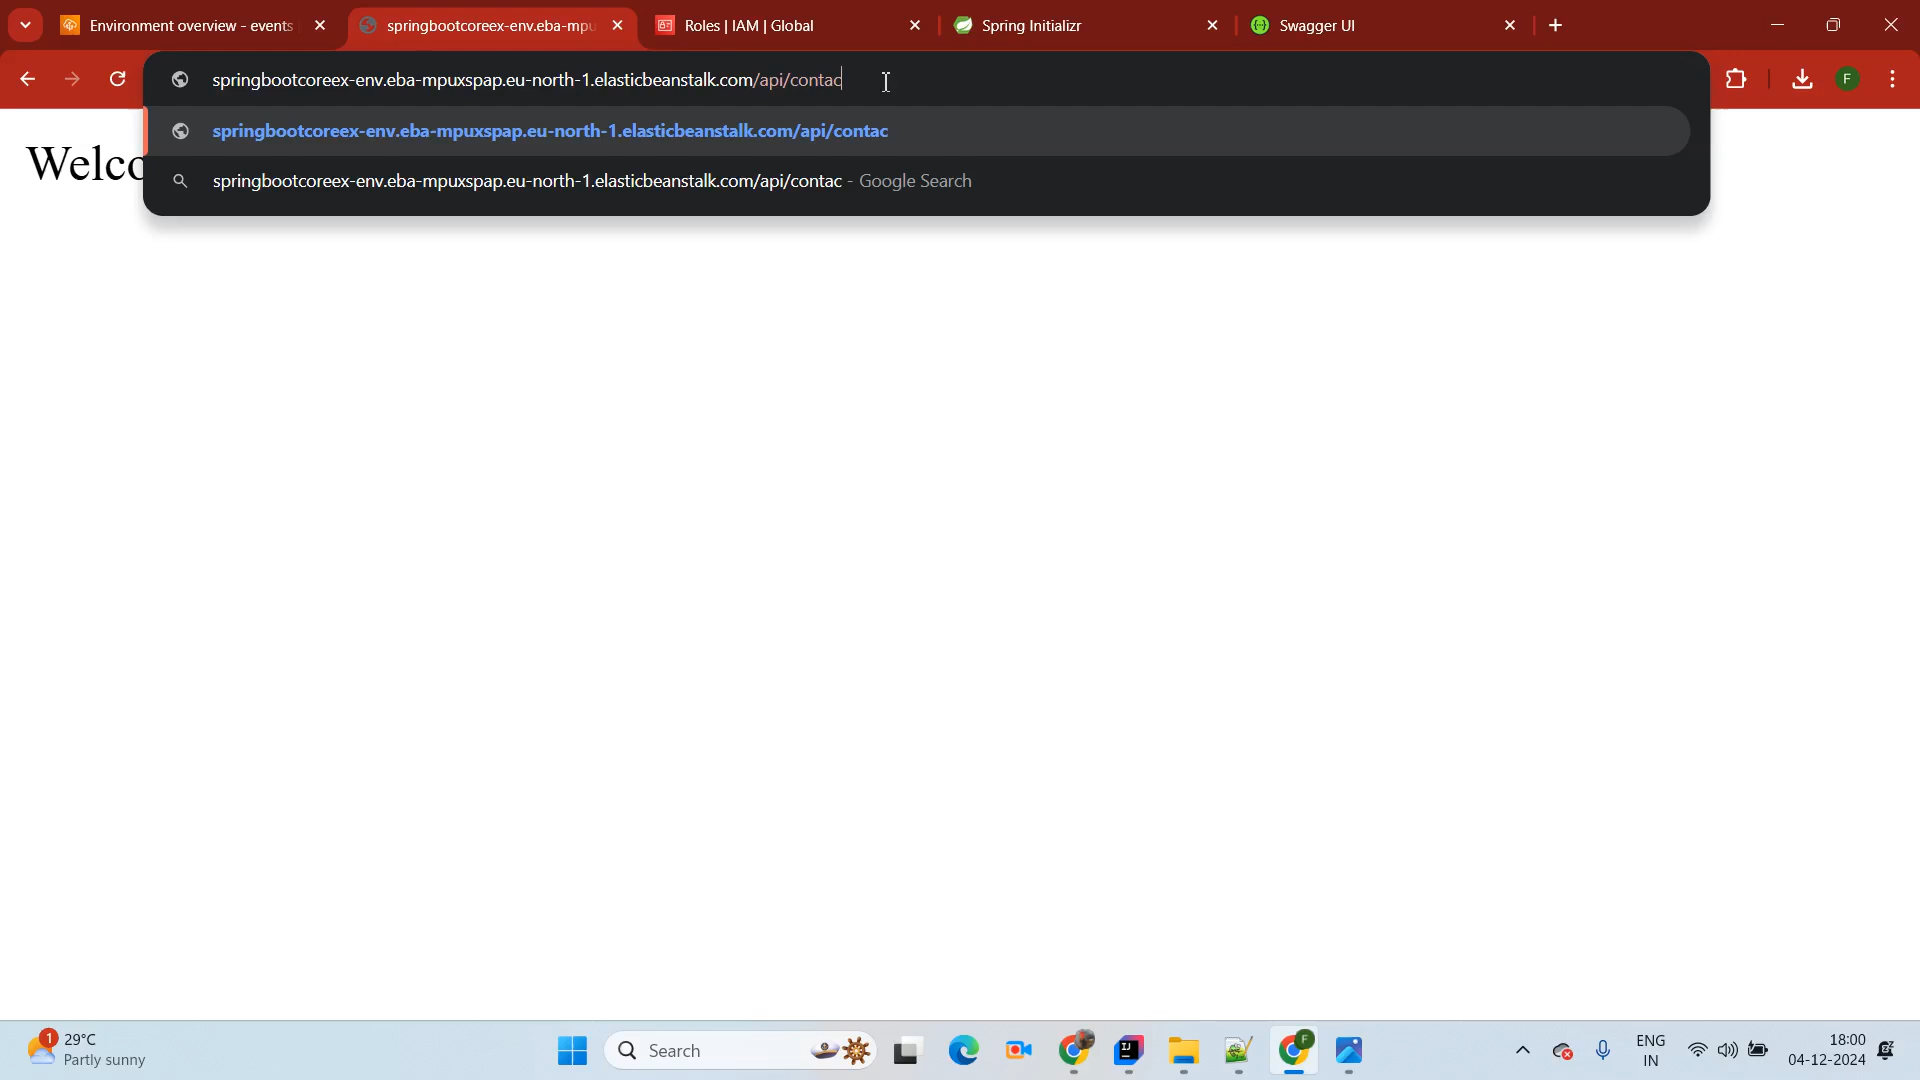 Environment overview - events
springbootcoreex-env.eba-mpu
Roles | IAM | Global
Spring Initializr
Swagger UI
springbootcoreex-env.eba-mpuxspap.eu-north-1.elasticbeanstalk.com/api/contac
F
springbootcoreex-env.eba-mpuxspap.eu-north-1.elasticbeanstalk.com/api/contac
Welco
springbootcoreex-env.eba-mpuxspap.eu-north-1.elasticbeanstalk.com/api/contac - Google Search
1
29°C
Partly sunny
Search
IJ
F
ENG
IN
18:00
04-12-2024